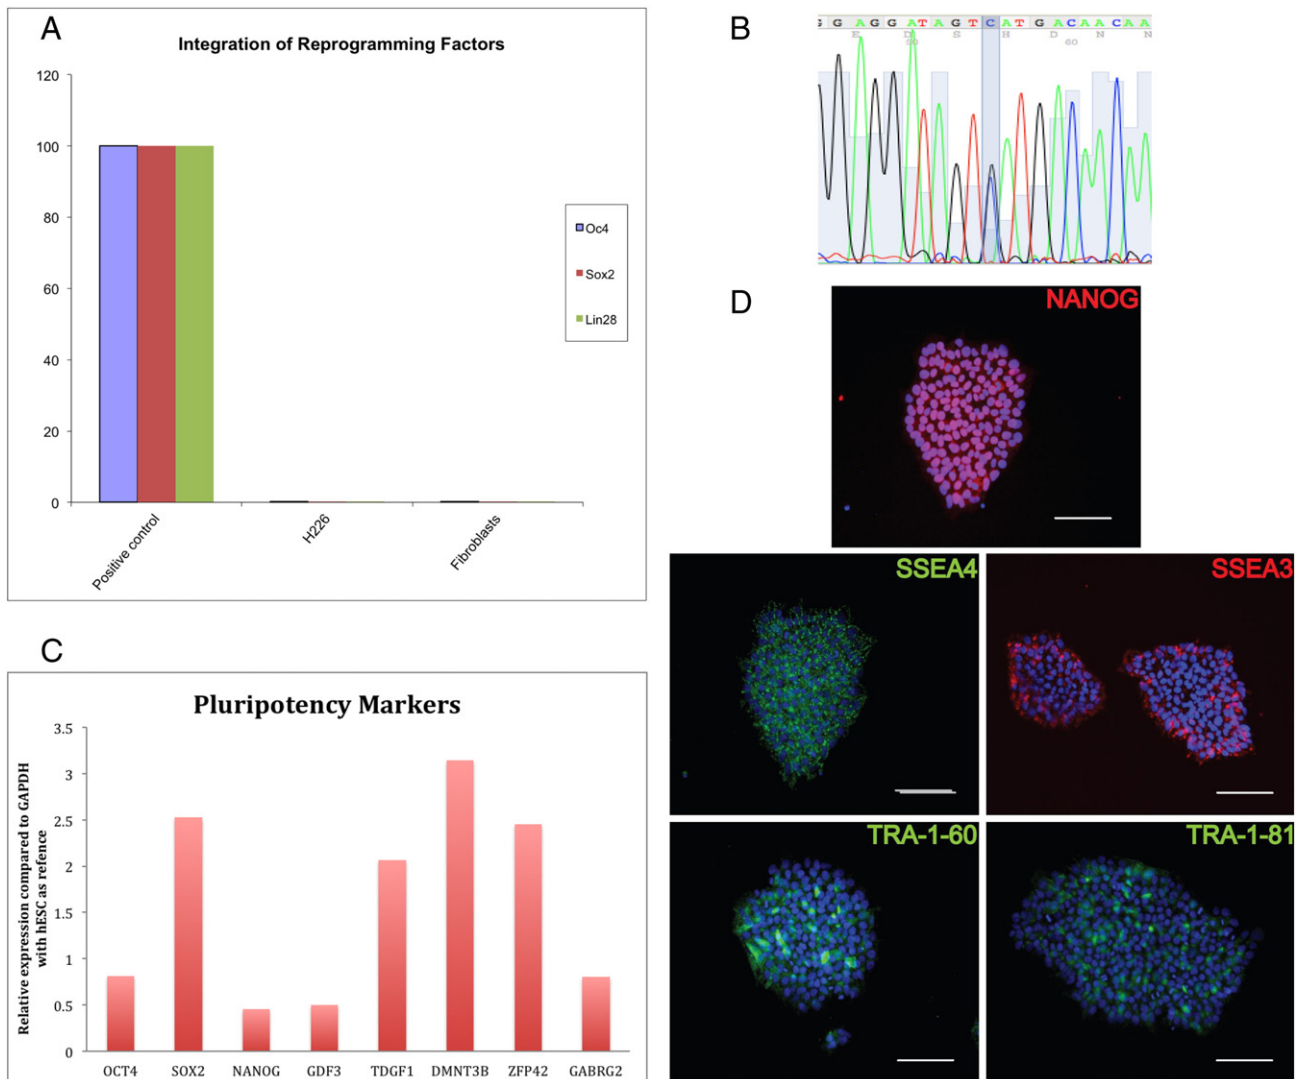 A
Integration of Reprogramming Factors
120
100
80
60
40
20
0
Positive control
H226
Fibroblasts
Oc4
Sox2
Lin28
B
G G A G G A T A G T C A T G A C A A C A A
E D S H D N N
50 60
C
Pluripotency Markers
Relative expression compared to GAPDH
with hESC as refence
3.5
3
2.5
2
1.5
1
0.5
0
OCT4 SOX2 NANOG GDF3 TDGF1 DMNT3B ZFP42 GABRG2
D
NANOG
SSEA4
SSEA3
TRA-1-60
TRA-1-81